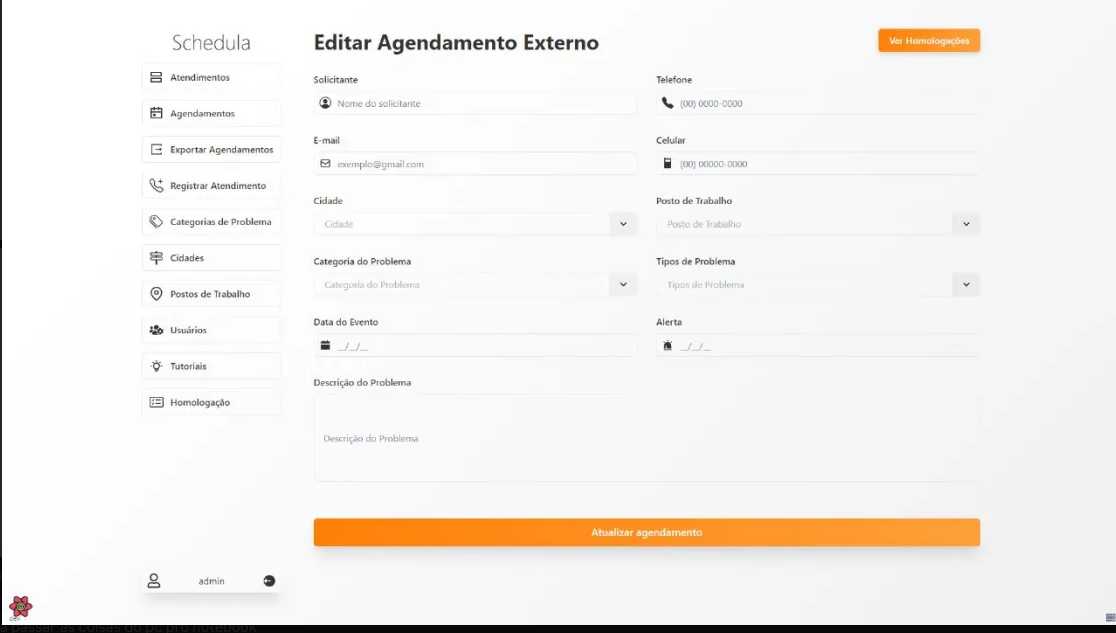 Schedula
Editar Agendamento Externo
Ver Homologações
Atendimentos
Agendamentos
Exportar Agendamentos
Registrar Atendimento
Categorias de Problema
Cidades
Postos de Trabalho
Usuários
Tutoriais
Homologação
admin
Solicitante
Nome do solicitante
Telefone
(00) 0000-0000
E-mail
exemplo@gmail.com
Celular
(00) 00000-0000
Cidade
Cidade
Posto de Trabalho
Posto de Trabalho
Categoria do Problema
Categoria do Problema
Tipos de Problema
Tipos de Problema
Data do Evento
__/__/__
Alerta
__/__/__
Descrição do Problema
Descrição do Problema
Atualizar agendamento
a passar as coisas do pc pro notebook